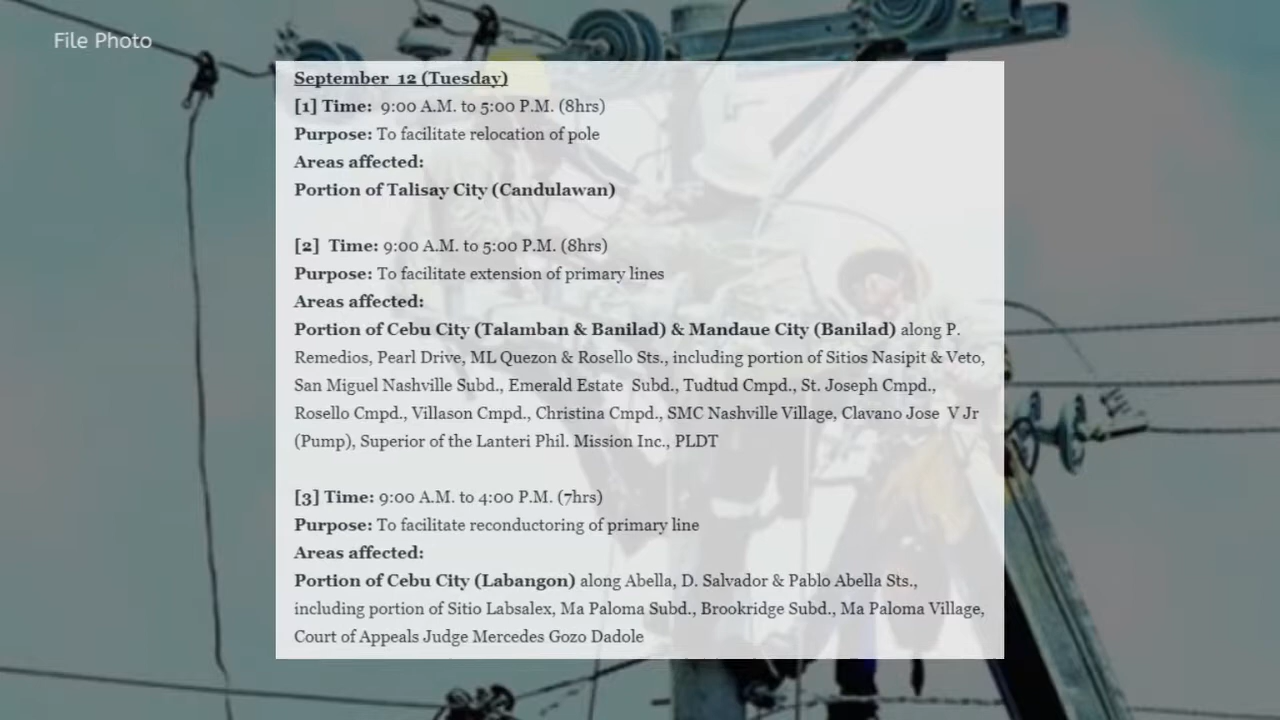 File Photo
September 12 (Tuesday)
[1] Time: 9:00 A.M. to 5:00 P.M. (8hrs)
Purpose: To facilitate relocation of pole
Areas affected:
Portion of Talisay City (Candulawan)
[2] Time: 9:00 A.M. to 5:00 P.M. (8hrs)
Purpose: To facilitate extension of primary lines
Areas affected:
Portion of Cebu City (Talamban & Banilad) & Mandaue City (Banilad) along P.
Remedios, Pearl Drive, ML Quezon & Rosello Sts., including portion of Sitios Nasipit & Veto,
San Miguel Nashville Subd., Emerald Estate Subd., Tudtud Cmpd., St. Joseph Cmpd.,
Rosello Cmpd., Villason Cmpd., Christina Cmpd., SMC Nashville Village, Clavano Jose V Jr
(Pump), Superior of the Lanteri Phil. Mission Inc., PLDT
[3] Time: 9:00 A.M. to 4:00 P.M. (7hrs)
Purpose: To facilitate reconductoring of primary line
Areas affected:
Portion of Cebu City (Labangon) along Abella, D. Salvador & Pablo Abella Sts.,
including portion of Sitio Labsalex, Ma Paloma Subd., Brookridge Subd., Ma Paloma Village,
Court of Appeals Judge Mercedes Gozo Dadole